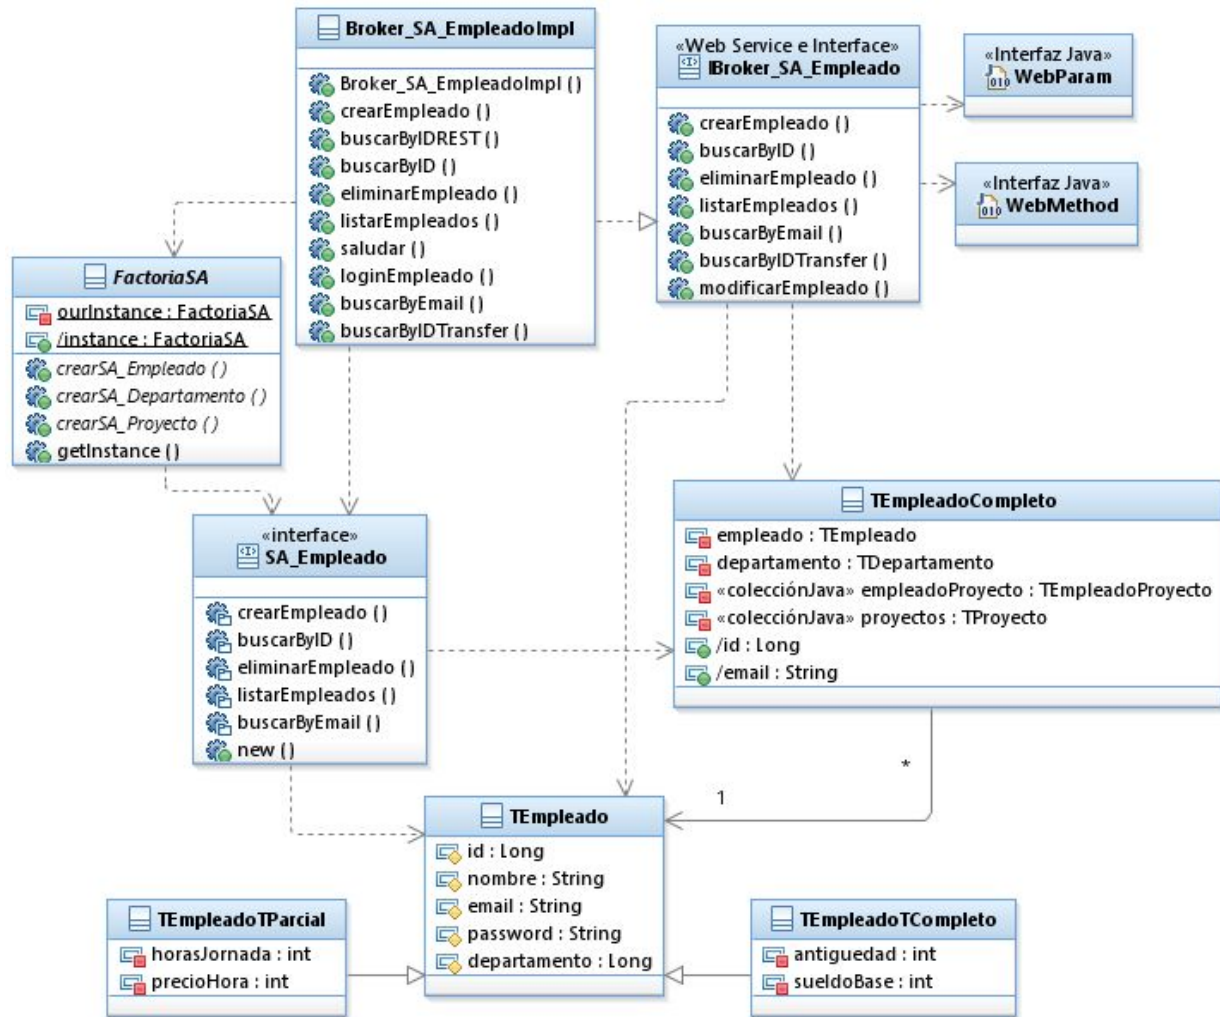 Broker_SA_EmpleadoImpl
Broker_SA_EmpleadoImpl ( )
crearEmpleado ( )
buscarByIDREST ( )
buscarByID ( )
eliminarEmpleado ( )
listarEmpleados ( )
saludar ( )
loginEmpleado ( )
buscarByEmail ( )
buscarByIDTransfer ( )
«Web Service e Interface»
IBroker_SA_Empleado
crearEmpleado ( )
buscarByID ( )
eliminarEmpleado ( )
listarEmpleados ( )
buscarByEmail ( )
buscarByIDTransfer ( )
modificarEmpleado ( )
«Interfaz Java»
WebParam
«Interfaz Java»
WebMethod
FactoriaSA
ourInstance : FactoriaSA
/instance : FactoriaSA
crearSA_Empleado ( )
crearSA_Departamento ( )
crearSA_Proyecto ( )
getInstance ( )
«interface»
SA_Empleado
crearEmpleado ( )
buscarByID ( )
eliminarEmpleado ( )
listarEmpleados ( )
buscarByEmail ( )
new ( )
TEmpleadoCompleto
empleado : TEmpleado
departamento : TDepartamento
«colecciónJava» empleadoProyecto : TEmpleadoProyecto
«colecciónJava» proyectos : TProyecto
/id : Long
/email : String
*
1
TEmpleado
id : Long
nombre : String
email : String
password : String
departamento : Long
TEmpleadoTParcial
horasJornada : int
precioHora : int
TEmpleadoTCompleto
antiguedad : int
sueldoBase : int